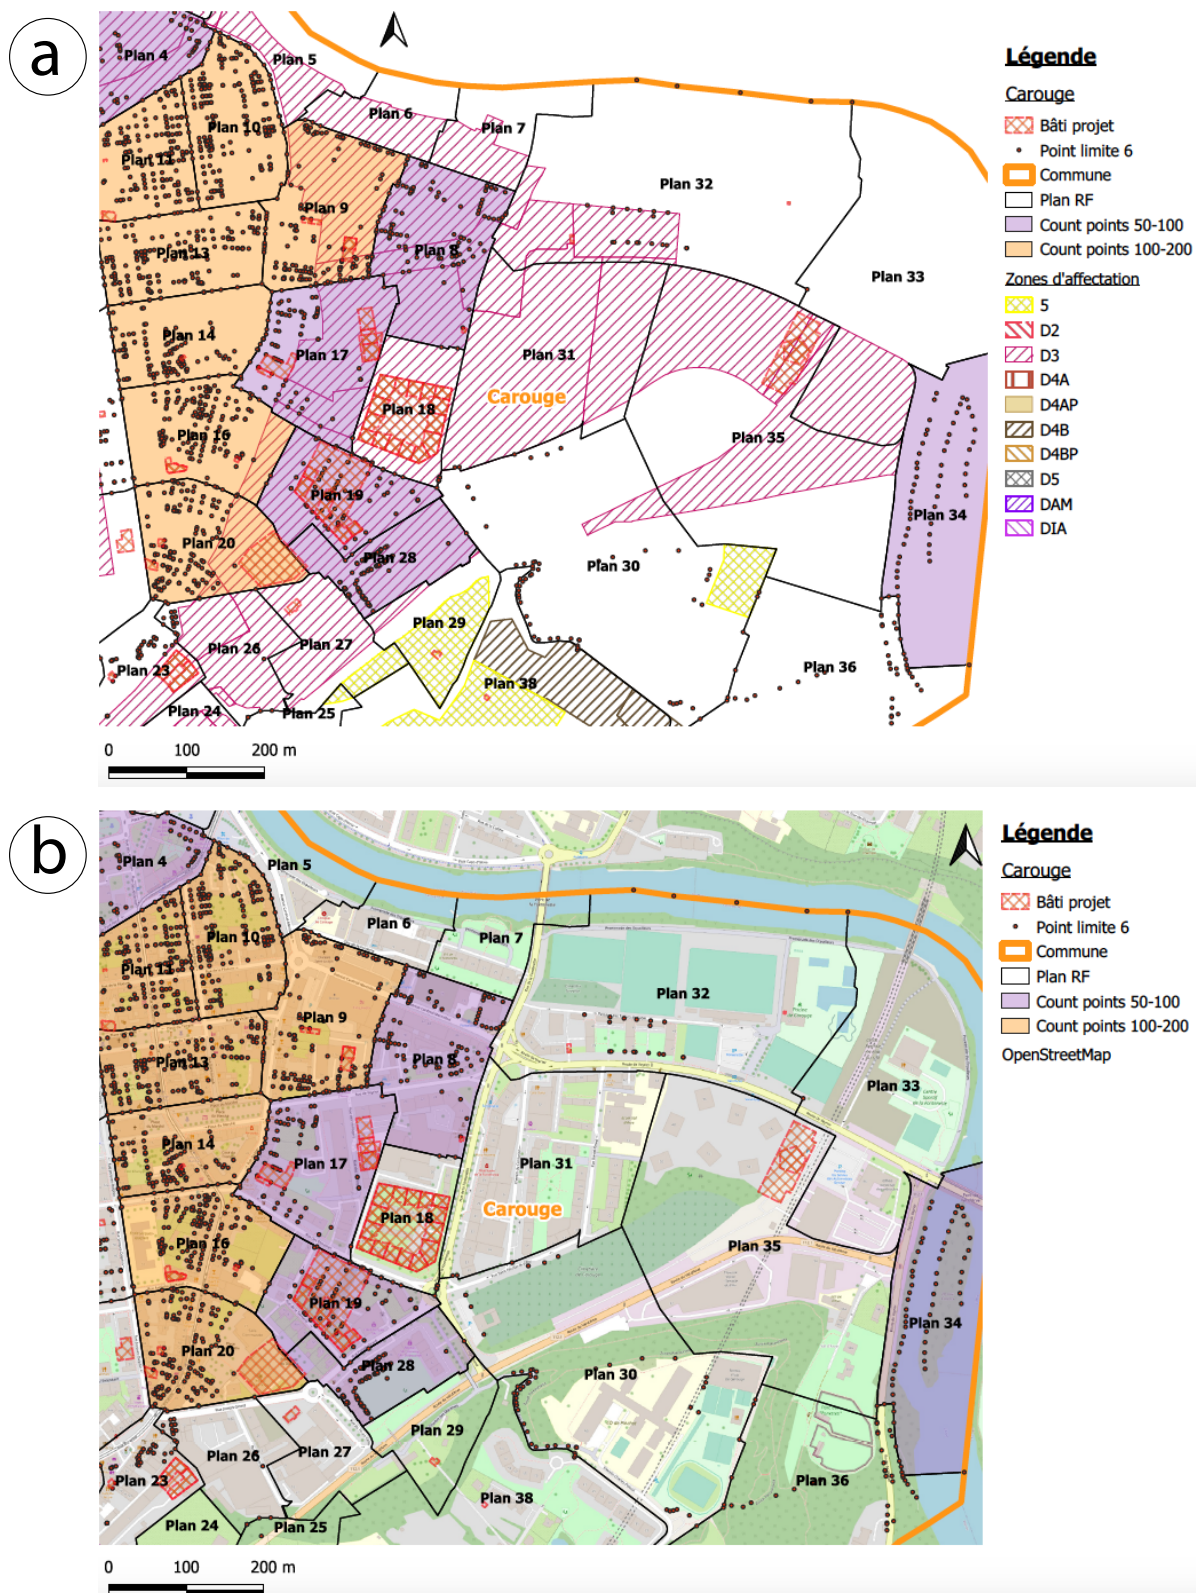 a
Plan 4
Plan 5
Plan 6
Plan 7
Plan 10
Plan 11
Plan 32
Plan 9
Plan 8
Plan 13
Plan 33
Plan 14
Plan 17
Plan 31
Carouge
Plan 18
Plan 16
Plan 35
Plan 19
Plan 34
Plan 20
Plan 28
Plan 30
Plan 29
Plan 26
Plan 27
Plan 23
Plan 36
Plan 38
Plan 24
Plan 25
0 100 200 m
Légende
Carouge
Bâti projet
Point limite 6
Commune
Plan RF
Count points 50-100
Count points 100-200
Zones d'affectation
5
D2
D3
D4A
D4AP
D4B
D4BP
D5
DAM
DIA
b
Plan 4
Plan 5
Plan 6
Plan 7
Plan 10
Plan 11
Plan 32
Plan 9
Plan 8
Plan 13
Plan 33
Plan 14
Plan 17
Plan 31
Carouge
Plan 18
Plan 16
Plan 35
Plan 19
Plan 34
Plan 20
Plan 28
Plan 30
Plan 29
Plan 26
Plan 27
Plan 23
Plan 36
Plan 38
Plan 24
Plan 25
0 100 200 m
Légende
Carouge
Bâti projet
Point limite 6
Commune
Plan RF
Count points 50-100
Count points 100-200
OpenStreetMap